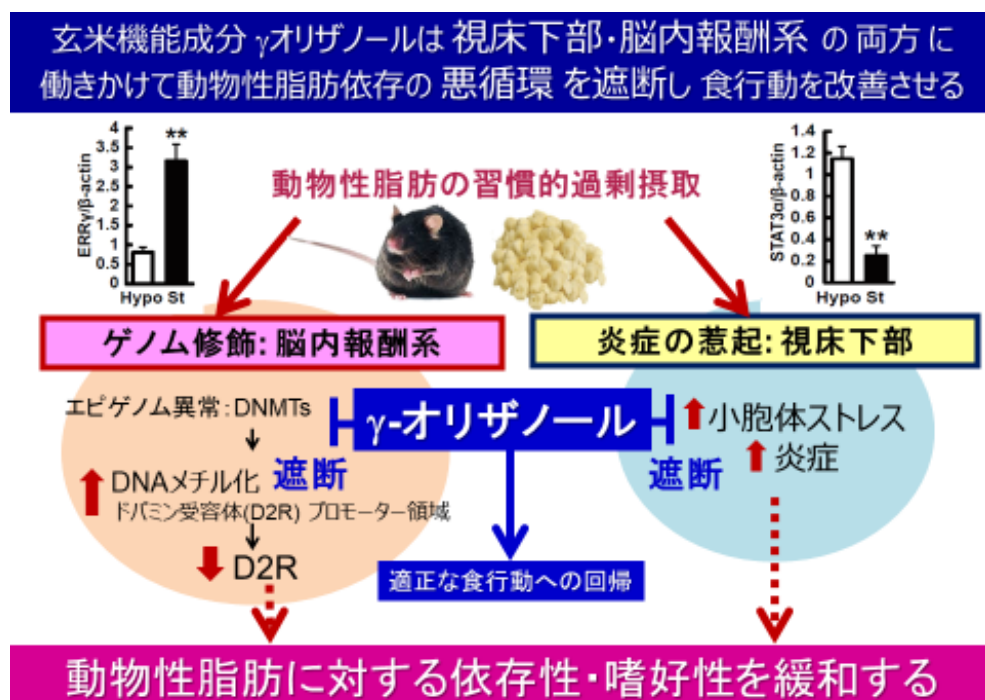 玄米機能成分 γオリザノールは 視床下部・脳内報酬系 の 両方 に
働きかけて動物性脂肪依存の 悪循環 を遮断し 食行動を改善させる
ERRγ/β-actin
4
3.5
3
2.5
2
1.5
1
0.5
0
**
Hypo St
動物性脂肪の習慣的過剰摂取
STAT3α/β-actin
1.4
1.2
1
0.8
0.6
0.4
0.2
0
**
Hypo St
ゲノム修飾: 脳内報酬系
炎症の惹起: 視床下部
エピゲノム異常:DNMTs
DNAメチル化
遮断
ドパミン受容体(D2R) プロモーター領域
D2R
γ-オリザノール
適正な食行動への回帰
小胞体ストレス
炎症
遮断
動物性脂肪に対する依存性・嗜好性を緩和する